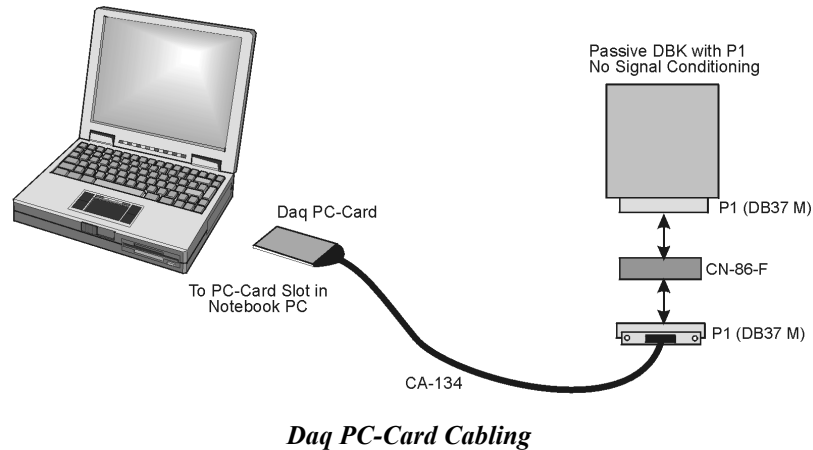 Passive DBK with P1
No Signal Conditioning
P1 (DB37 M)
Daq PC-Card
CN-86-F
To PC-Card Slot in
Notebook PC
P1 (DB37 M)
CA-134
Daq PC-Card Cabling